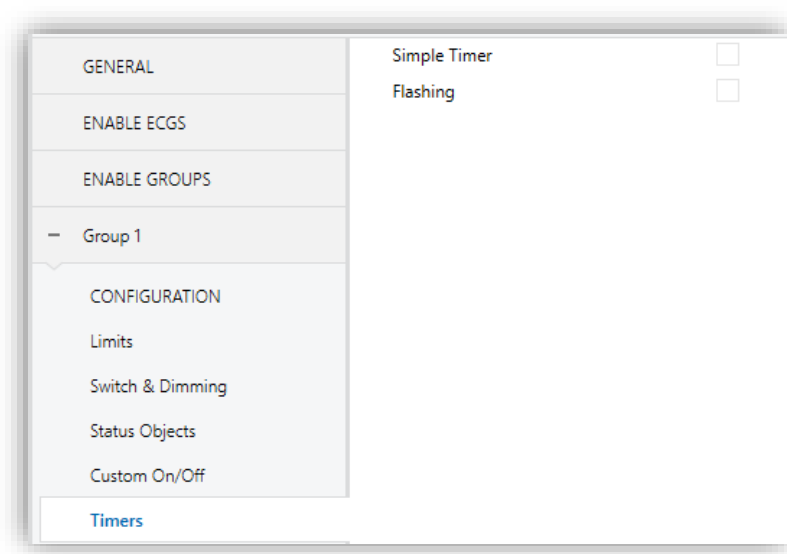 GENERAL
ENABLE ECGS
ENABLE GROUPS
Group 1
CONFIGURATION
Limits
Switch & Dimming
Status Objects
Custom On/Off
Timers
Simple Timer
Flashing